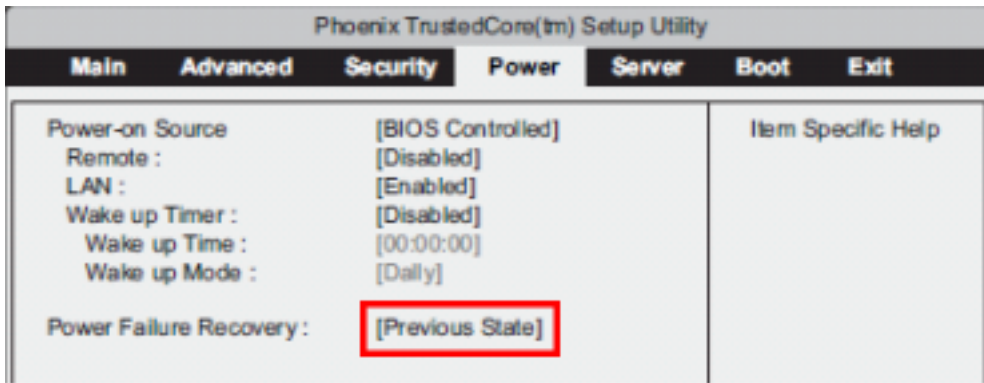 Phoenix TrustedCore(tm) Setup Utility
Main Advanced Security Power Server Boot Exit
Power-on Source [BIOS Controlled] Item Specific Help
Remote : [Disabled]
LAN : [Enabled]
Wake up Timer : [Disabled]
Wake up Time : [00:00:00]
Wake up Mode : [Daily]
Power Failure Recovery : [Previous State]